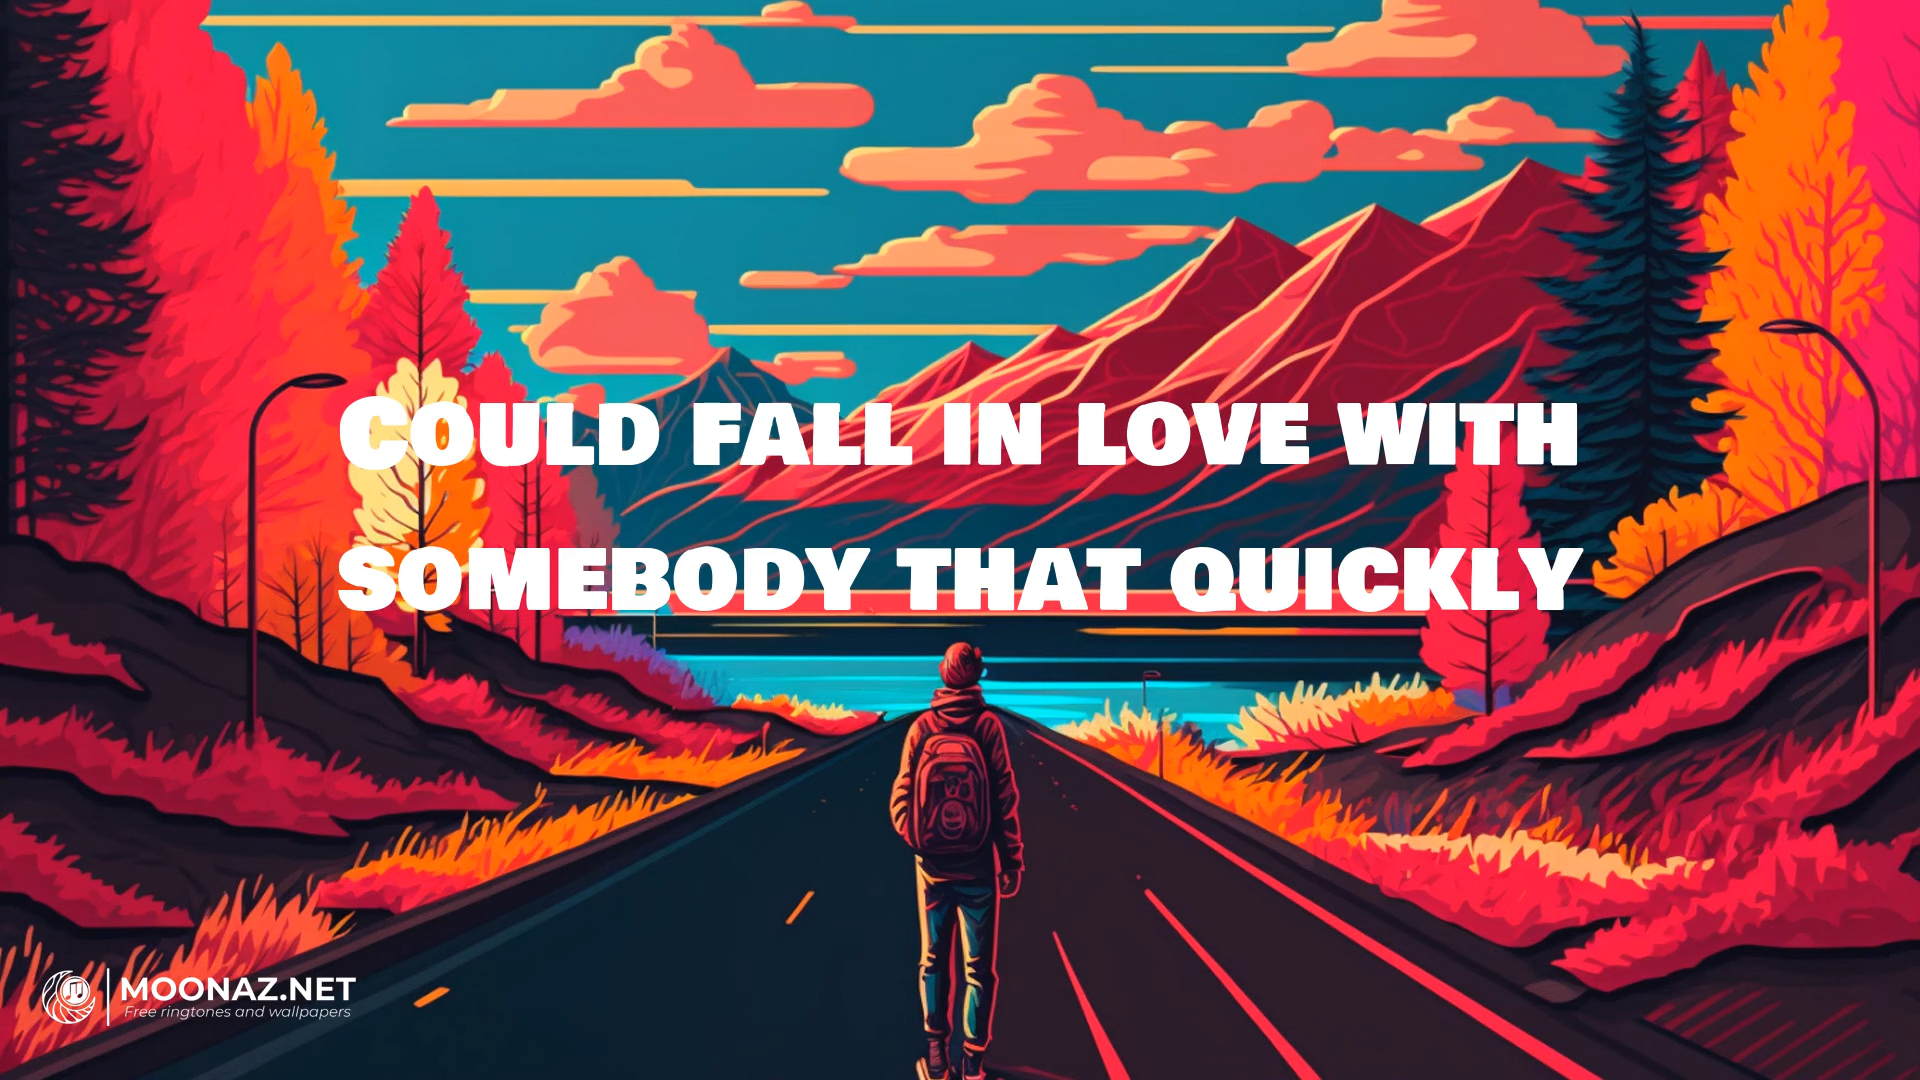 COULD FALL IN LOVE WITH
SOMEBODY THAT QUICKLY
MOONAZ.NET
Free ringtones and wallpapers